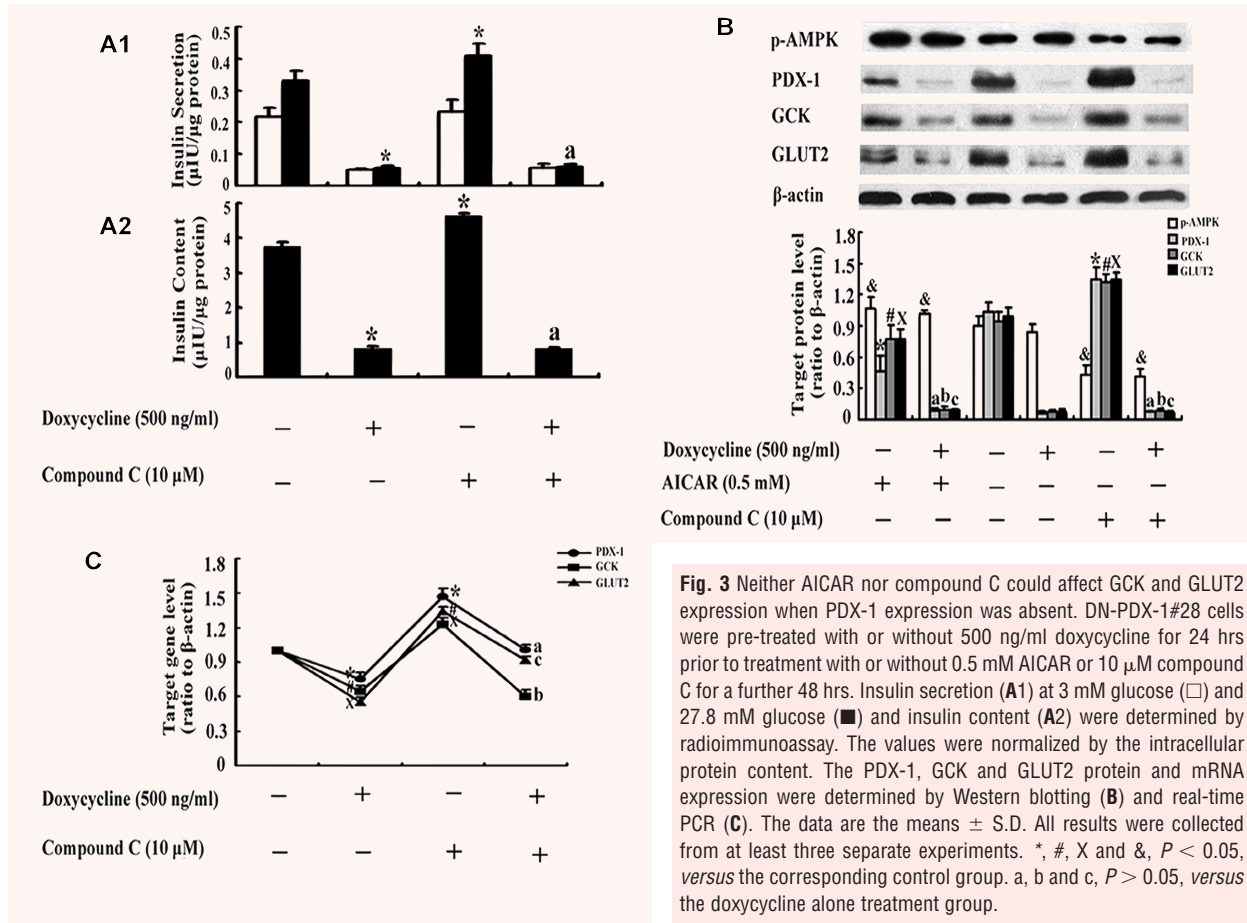 A1
Insulin Secretion
(µIU/µg protein)
0.5
0.4
0.3
0.2
0.1
0
*
*
a
A2
Insulin Content
(µIU/µg protein)
5
4
3
2
1
0
*
*
a
Doxycycline (500 ng/ml) – + – +
Compound C (10 µM) – – + +
B
p-AMPK
PDX-1
GCK
GLUT2
β-actin
Target protein level
(ratio to β-actin)
1.8
1.5
1.2
0.9
0.6
0.3
0
p-AMPK
PDX-1
GCK
GLUT2
& * # X & a b c * # X & & a b c
Doxycycline (500 ng/ml) – + – + – +
AICAR (0.5 mM) + + – – – –
Compound C (10 µM) – – – – + +
C
Target gene level
(ratio to β-actin)
1.8
1.5
1.2
0.9
0.6
0.3
0
PDX-1
GCK
GLUT2
*
#
X
*
#
X
a
c
b
Doxycycline (500 ng/ml) – + – +
Compound C (10 µM) – – + +
Fig. 3 Neither AICAR nor compound C could affect GCK and GLUT2
expression when PDX-1 expression was absent. DN-PDX-1#28 cells
were pre-treated with or without 500 ng/ml doxycycline for 24 hrs
prior to treatment with or without 0.5 mM AICAR or 10 μM compound
C for a further 48 hrs. Insulin secretion (A1) at 3 mM glucose (□) and
27.8 mM glucose (■) and insulin content (A2) were determined by
radioimmunoassay. The values were normalized by the intracellular
protein content. The PDX-1, GCK and GLUT2 protein and mRNA
expression were determined by Western blotting (B) and real-time
PCR (C). The data are the means ± S.D. All results were collected
from at least three separate experiments. *, #, X and &, P < 0.05,
versus the corresponding control group. a, b and c, P > 0.05, versus
the doxycycline alone treatment group.